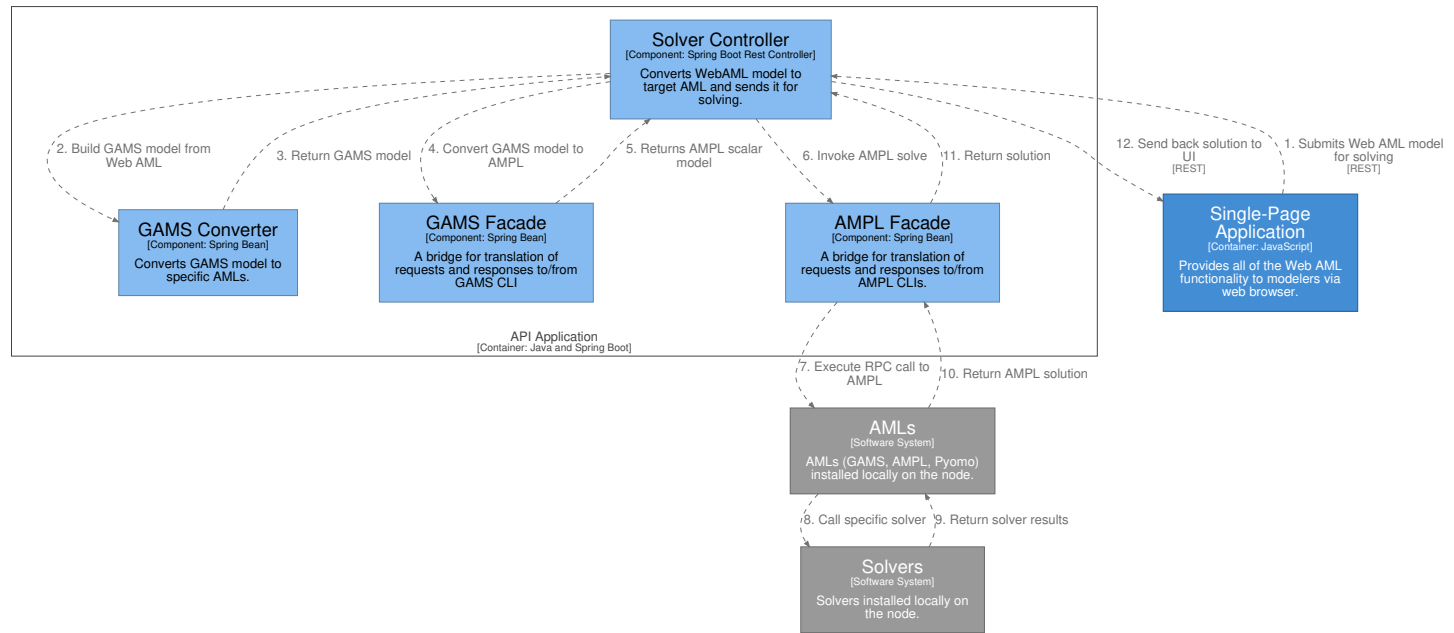 Solver Controller
[Component: Spring Boot Rest Controller]
Converts WebAML model to
target AML and sends it for
solving.
2. Build GAMS model from
Web AML
3. Return GAMS model
4. Convert GAMS model to
AMPL
5. Returns AMPL scalar
model
6. Invoke AMPL solve
11. Return solution
12. Send back solution to
UI
[REST]
1. Submits Web AML model
for solving
[REST]
GAMS Converter
[Component: Spring Bean]
Converts GAMS model to
specific AMLs.
GAMS Facade
[Component: Spring Bean]
A bridge for translation of
requests and responses to/from
GAMS CLI
AMPL Facade
[Component: Spring Bean]
A bridge for translation of
requests and responses to/from
AMPL CLIs.
Single-Page
Application
[Container: JavaScript]
Provides all of the Web AML
functionality to modelers via
web browser.
API Application
[Container: Java and Spring Boot]
7. Execute RPC call to
AMPL
10. Return AMPL solution
AMLs
[Software System]
AMLs (GAMS, AMPL, Pyomo)
installed locally on the node.
8. Call specific solver
9. Return solver results
Solvers
[Software System]
Solvers installed locally on
the node.